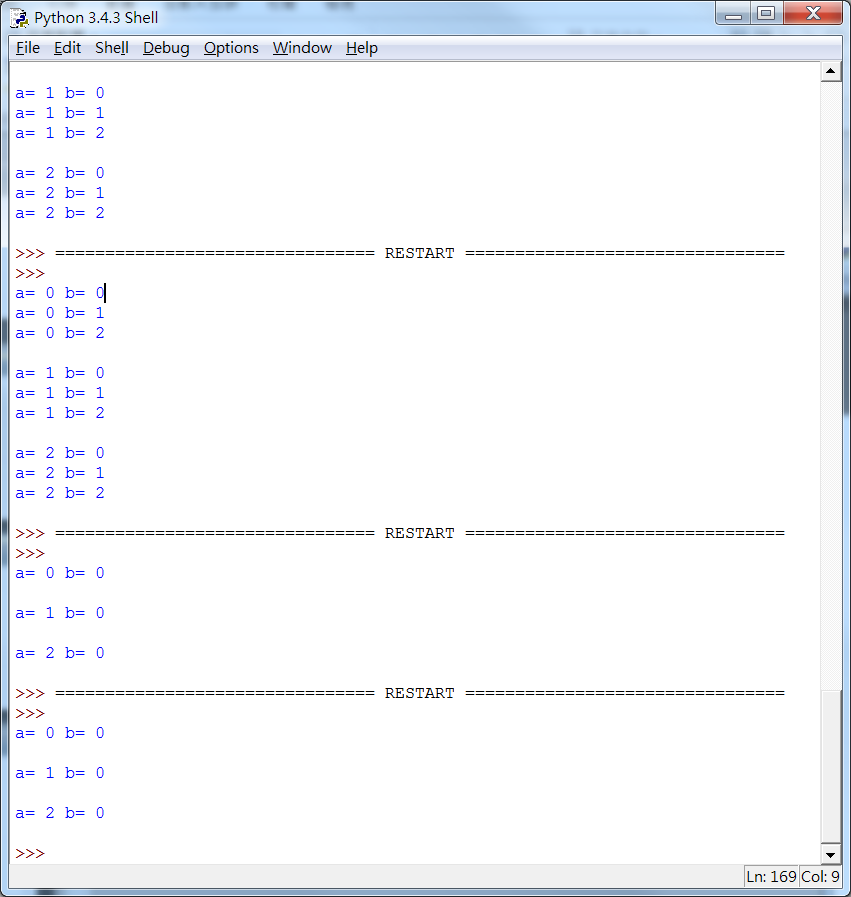 Python 3.4.3 Shell
File Edit Shell Debug Options Window Help
a= 1 b= 0
a= 1 b= 1
a= 1 b= 2
a= 2 b= 0
a= 2 b= 1
a= 2 b= 2
>>> ================================ RESTART ================================
>>>
a= 0 b= 0
a= 0 b= 1
a= 0 b= 2
a= 1 b= 0
a= 1 b= 1
a= 1 b= 2
a= 2 b= 0
a= 2 b= 1
a= 2 b= 2
>>> ================================ RESTART ================================
>>>
a= 0 b= 0
a= 1 b= 0
a= 2 b= 0
>>> ================================ RESTART ================================
>>>
a= 0 b= 0
a= 1 b= 0
a= 2 b= 0
>>>
Ln: 169 Col: 9